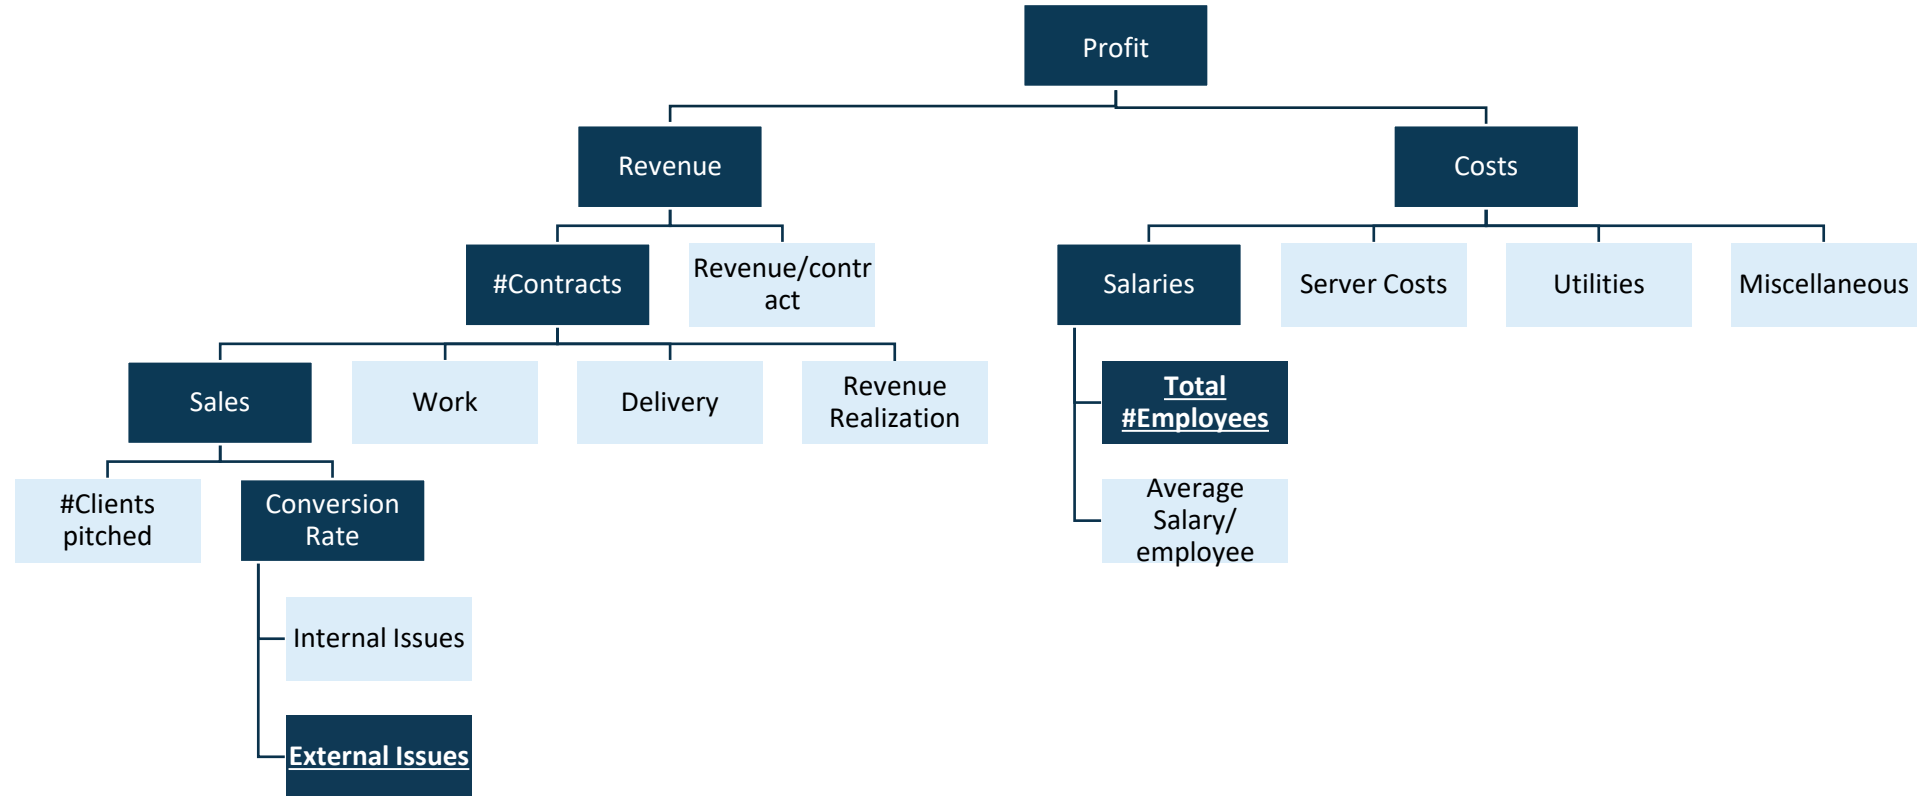 Profit
Revenue
Costs
#Contracts
Revenue/contr
act
Salaries
Server Costs
Utilities
Miscellaneous
Sales
Work
Delivery
Revenue
Realization
Total
#Employees
#Clients
pitched
Conversion
Rate
Average
Salary/
employee
Internal Issues
External Issues